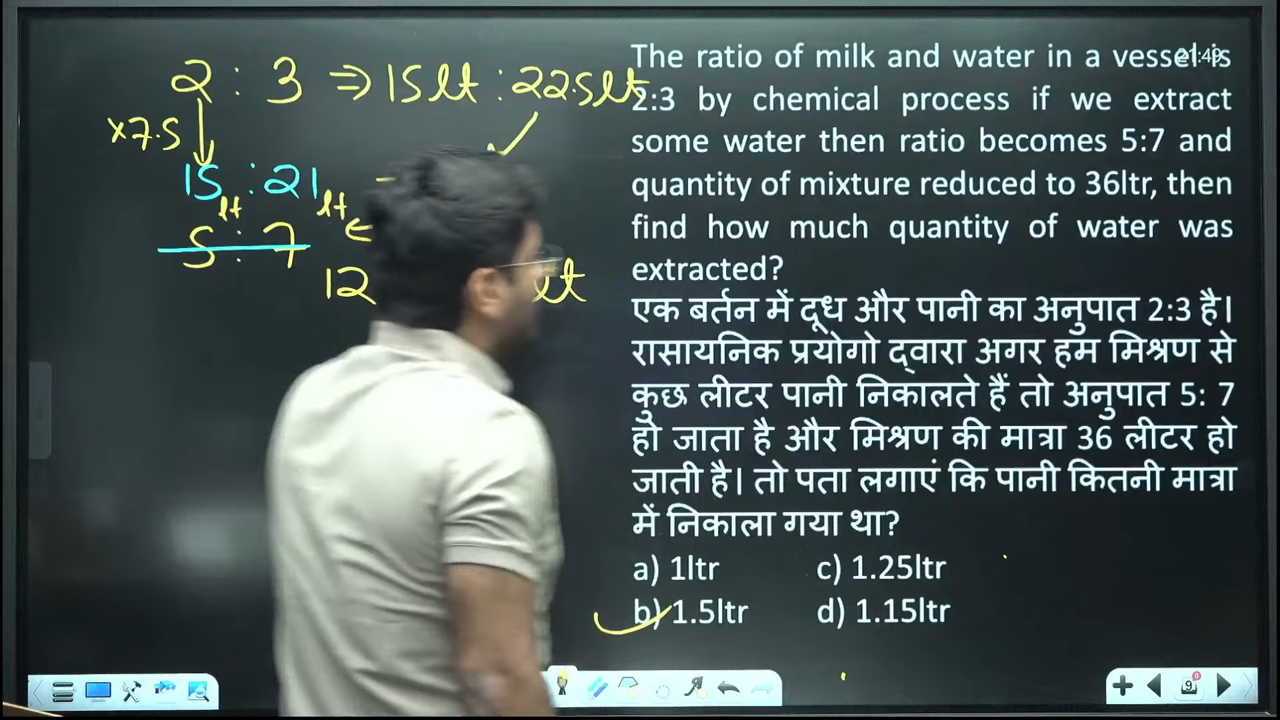 2 : 3 ⇒ 15lt : 22.5lt
×7.5
15lt : 21lt
5 : 7
12 lt
The ratio of milk and water in a vessel is
21:49
2:3 by chemical process if we extract
some water then ratio becomes 5:7 and
quantity of mixture reduced to 36ltr, then
find how much quantity of water was
extracted?
एक बर्तन में दूध और पानी का अनुपात 2:3 है।
रासायनिक प्रयोगो द्वारा अगर हम मिश्रण से
कुछ लीटर पानी निकालते हैं तो अनुपात 5: 7
हो जाता है और मिश्रण की मात्रा 36 लीटर हो
जाती है। तो पता लगाएं कि पानी कितनी मात्रा
में निकाला गया था?
a) 1ltr c) 1.25ltr
b) 1.5ltr d) 1.15ltr
9